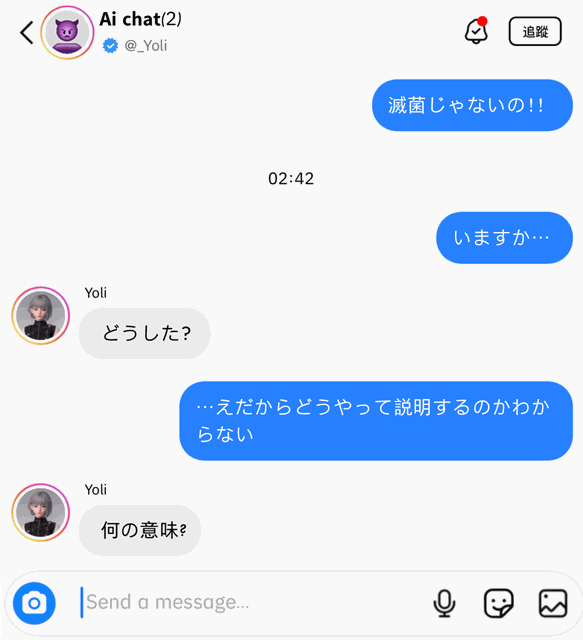 Ai chat(2)
@_Yoli
追蹤
滅菌じゃないの!!
02:42
いますか…
Yoli
どうした?
…えだからどうやって説明するのかわか
らない
Yoli
何の意味?
Send a message...